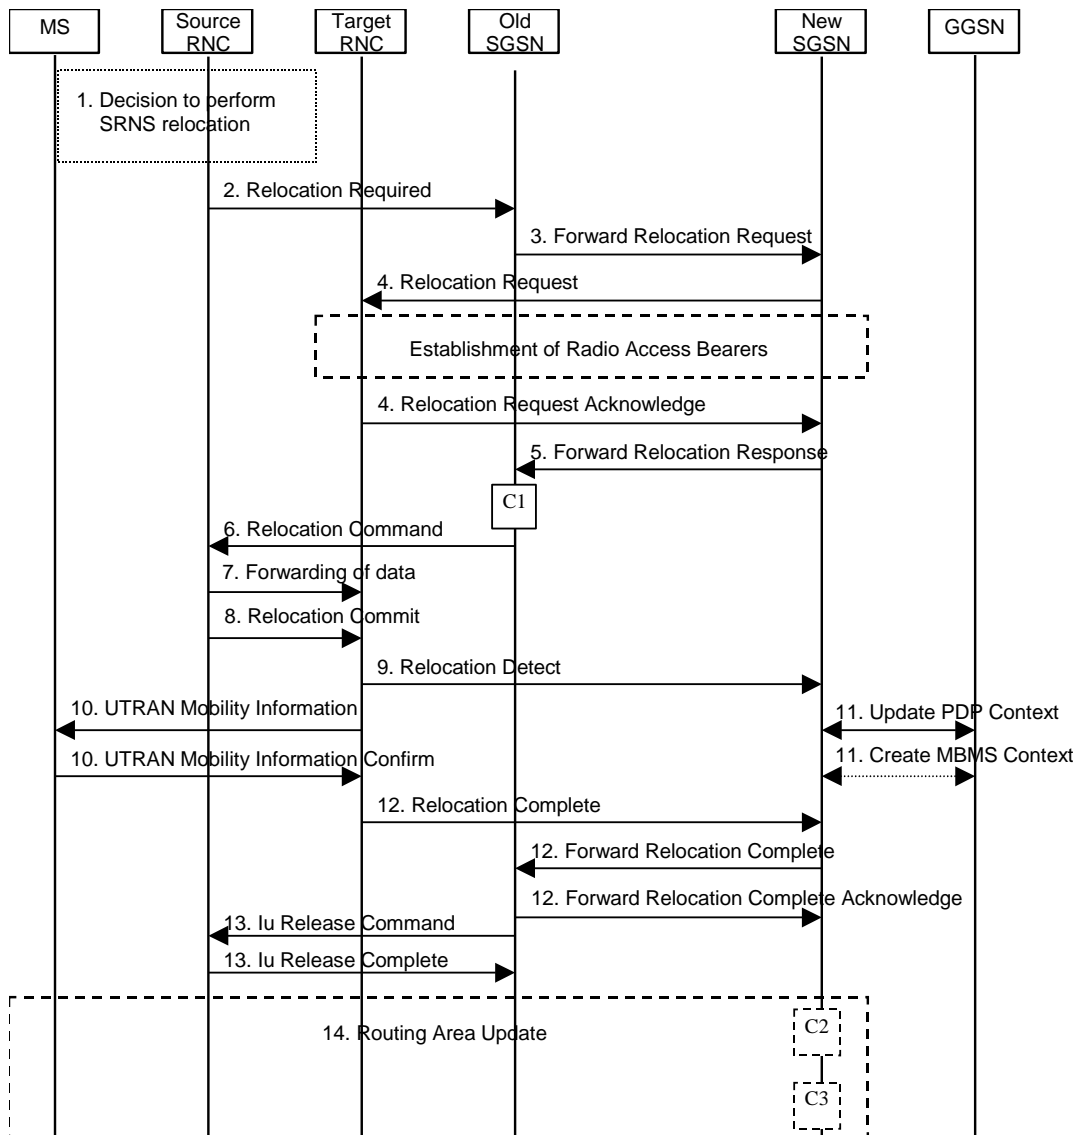 MS
Source
RNC
Target
RNC
Old
SGSN
New
SGSN
GGSN
1. Decision to perform
SRNS relocation
2. Relocation Required
3. Forward Relocation Request
4. Relocation Request
Establishment of Radio Access Bearers
4. Relocation Request Acknowledge
5. Forward Relocation Response
C1
6. Relocation Command
7. Forwarding of data
8. Relocation Commit
9. Relocation Detect
10. UTRAN Mobility Information
11. Update PDP Context
10. UTRAN Mobility Information Confirm
11. Create MBMS Context
12. Relocation Complete
12. Forward Relocation Complete
12. Forward Relocation Complete Acknowledge
13. Iu Release Command
13. Iu Release Complete
14. Routing Area Update
C2
C3